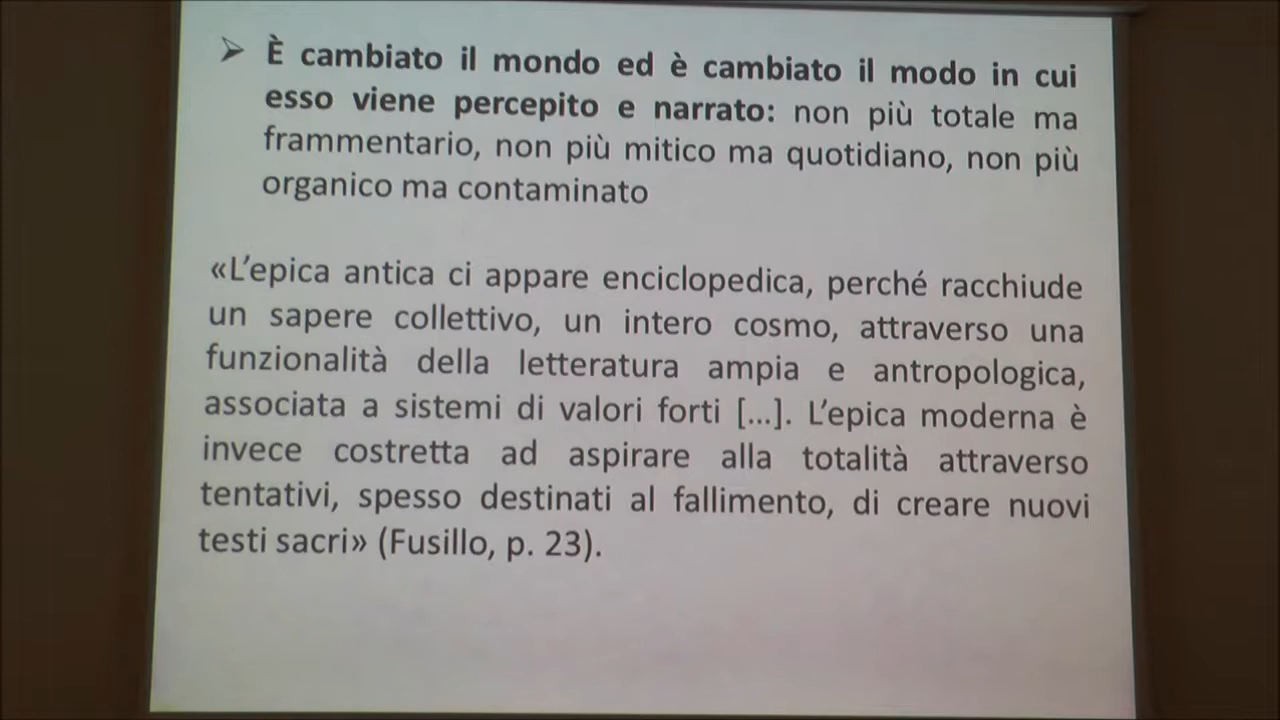 ➢ È cambiato il mondo ed è cambiato il modo in cui
esso viene percepito e narrato: non più totale ma
frammentario, non più mitico ma quotidiano, non più
organico ma contaminato
«L'epica antica ci appare enciclopedica, perché racchiude
un sapere collettivo, un intero cosmo, attraverso una
funzionalità della letteratura ampia e antropologica,
associata a sistemi di valori forti [...]. L'epica moderna è
invece costretta ad aspirare alla totalità attraverso
tentativi, spesso destinati al fallimento, di creare nuovi
testi sacri» (Fusillo, p. 23).